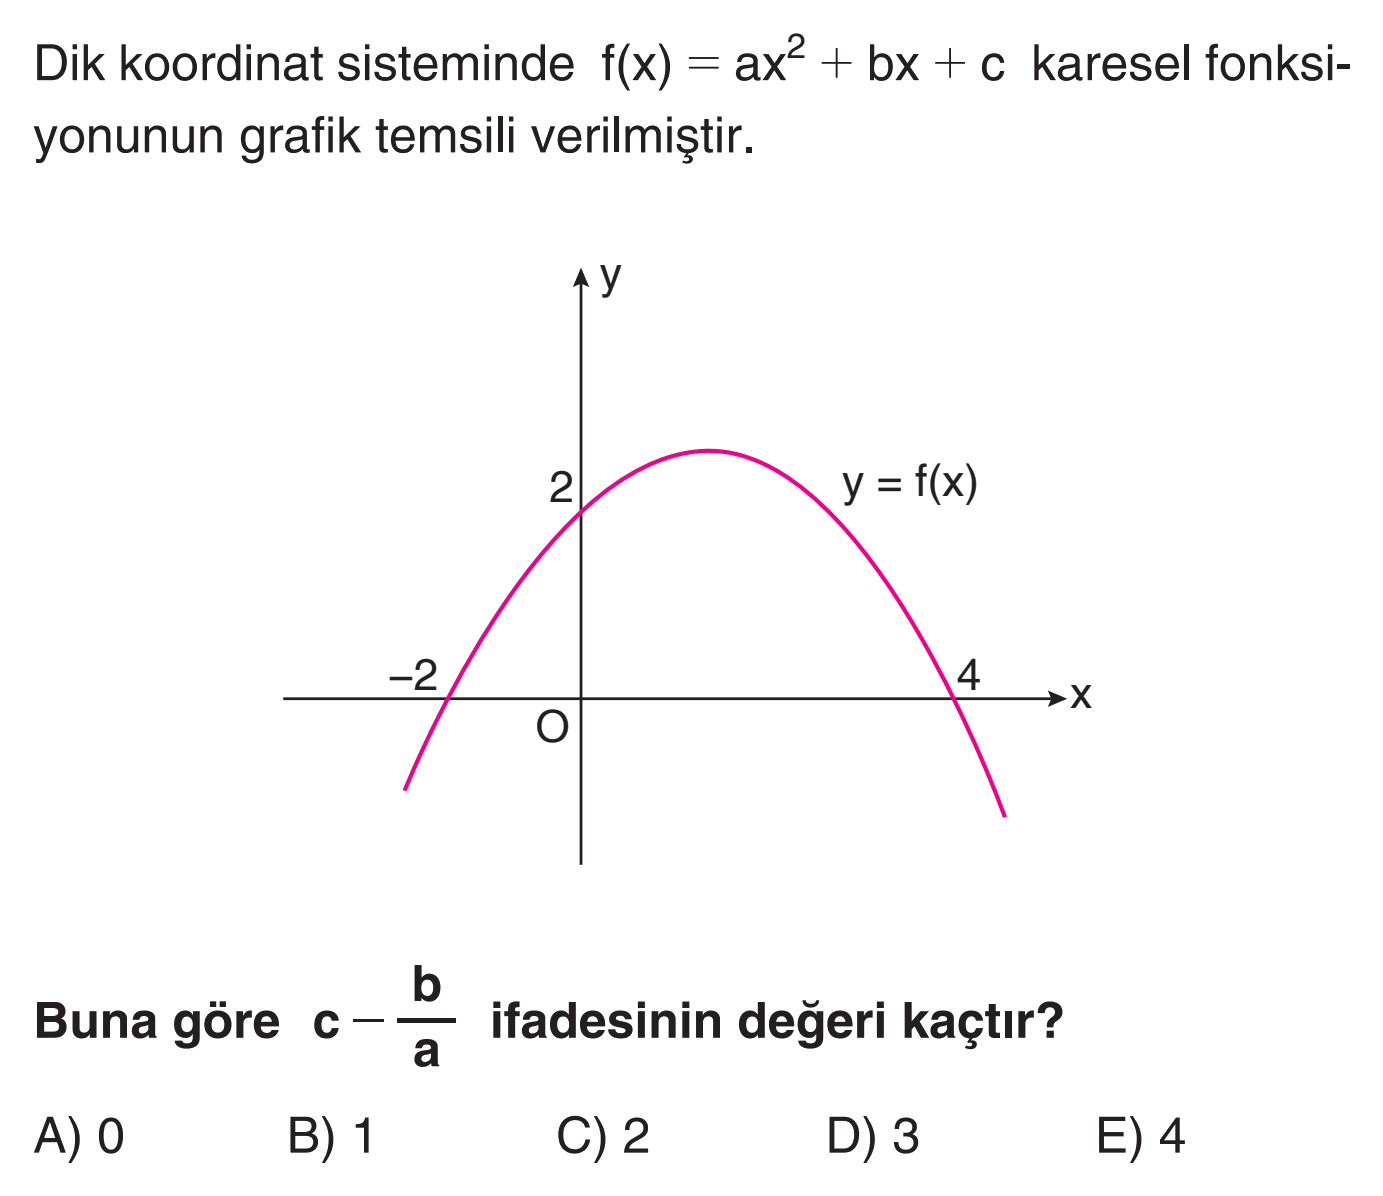 Dik koordinat sisteminde f(x) = ax² + bx + c karesel fonksi-
yonunun grafik temsili verilmiştir.
y
2
y = f(x)
–2
4
x
O
Buna göre c – b/a ifadesinin değeri kaçtır?
A) 0 B) 1 C) 2 D) 3 E) 4